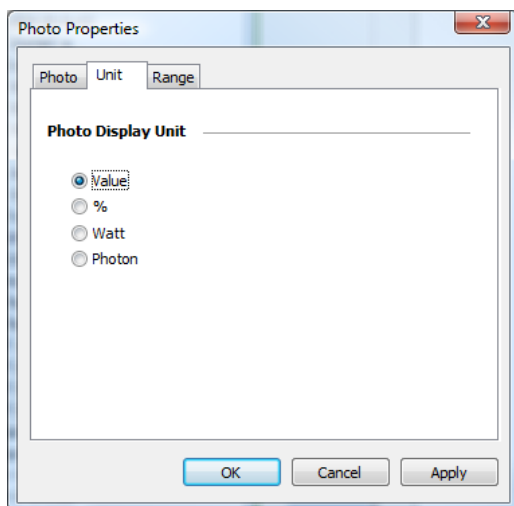 Photo Properties
Photo Unit Range
Photo Display Unit
Value
%
Watt
Photon
OK Cancel Apply